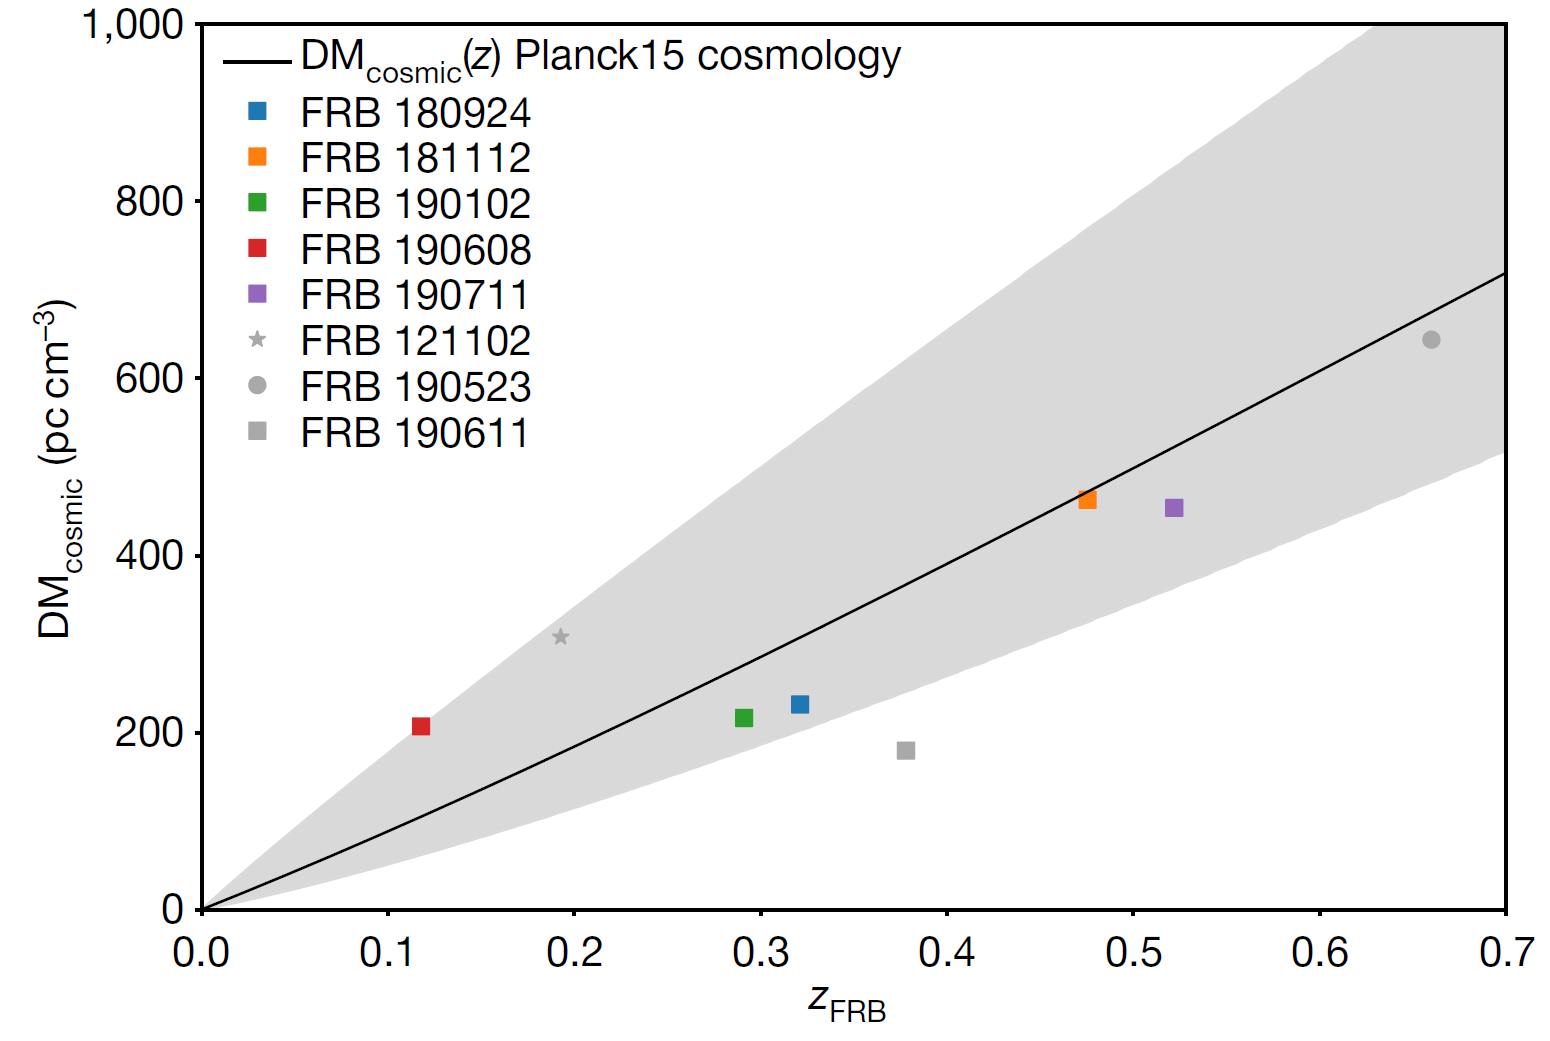 1,000
800
600
400
200
0
DMcosmic (pc cm–3)
DMcosmic(z) Planck15 cosmology
FRB 180924
FRB 181112
FRB 190102
FRB 190608
FRB 190711
FRB 121102
FRB 190523
FRB 190611
0.0 0.1 0.2 0.3 0.4 0.5 0.6 0.7
zFRB